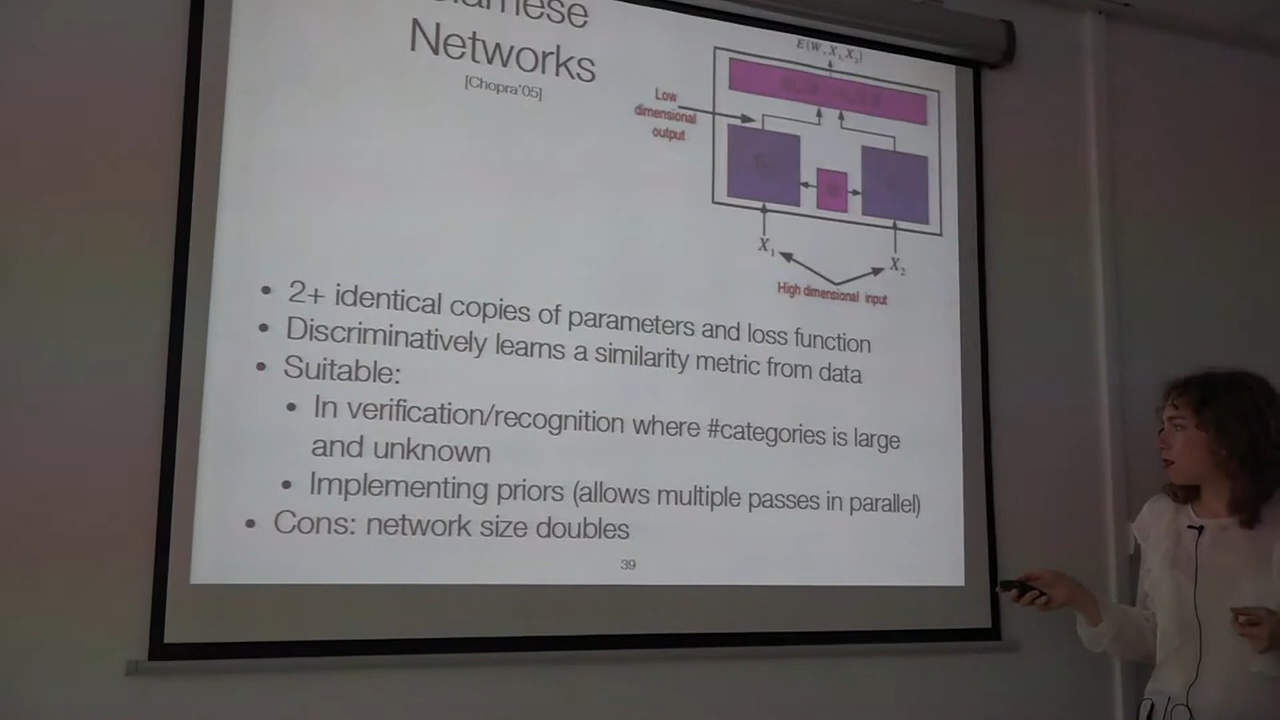 Networks
[Chopra'05]
E(W, X1, X2)
Low
dimensional
output
X1
X2
High dimensional input
• 2+ identical copies of parameters and loss function
• Discriminatively learns a similarity metric from data
• Suitable:
• In verification/recognition where #categories is large
and unknown
• Implementing priors (allows multiple passes in parallel)
• Cons: network size doubles
39